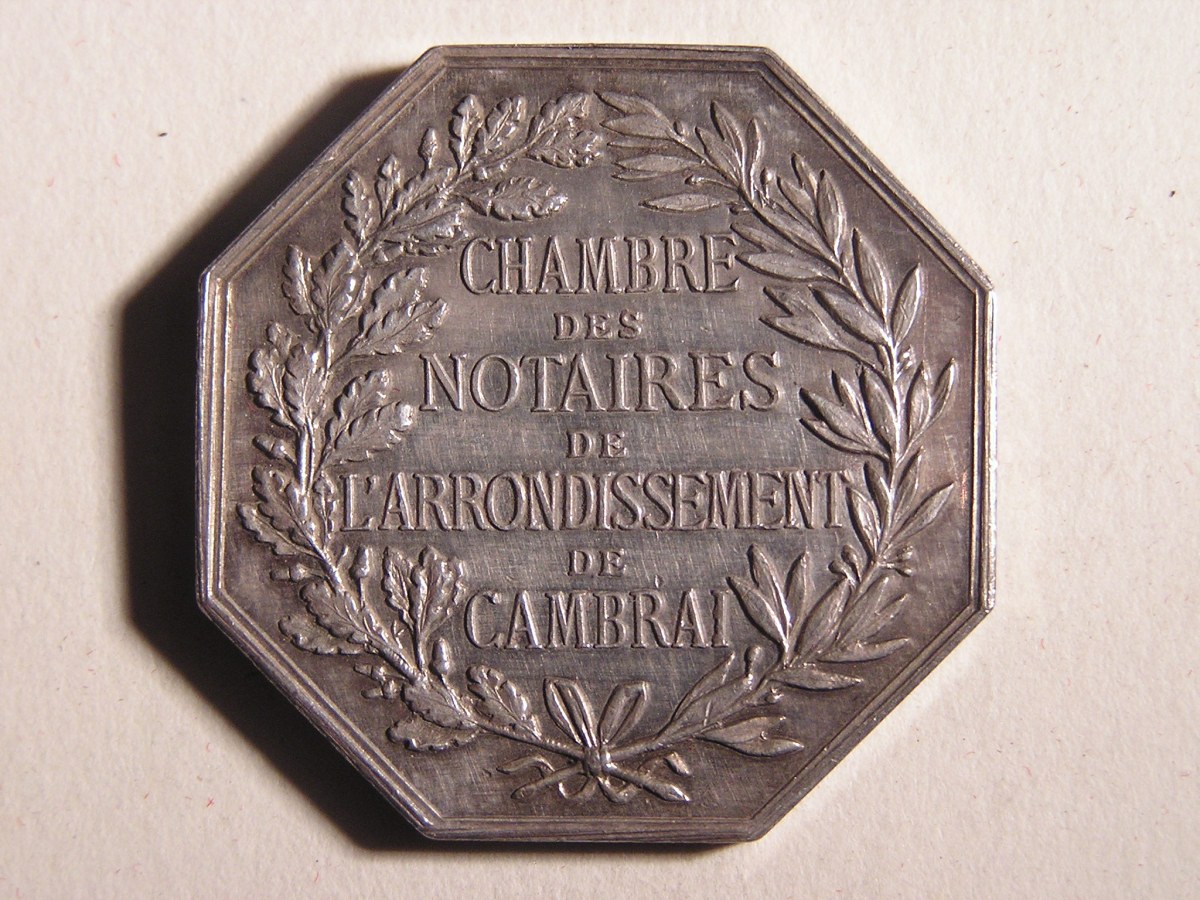 CHAMBRE
DES
NOTAIRES
DE
L'ARRONDISSEMENT
DE
CAMBRAI